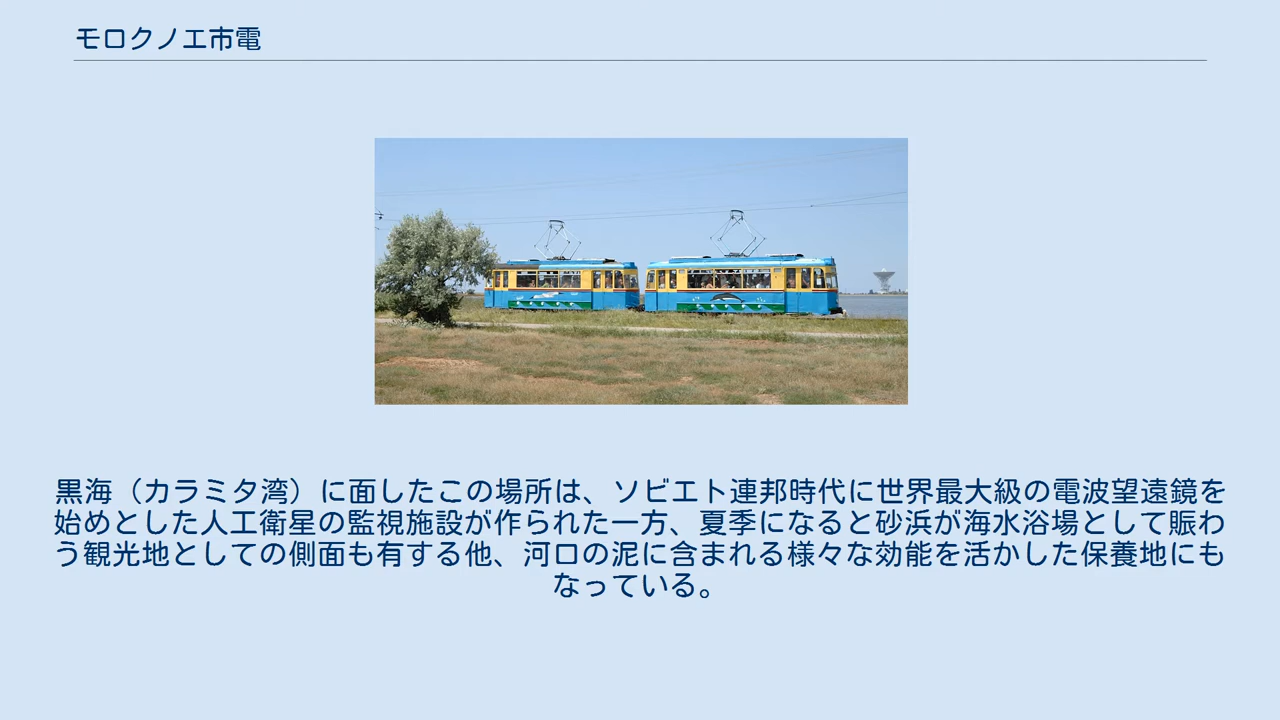 モロクノエ市電
黒海（カラミタ湾）に面したこの場所は、ソビエト連邦時代に世界最大級の電波望遠鏡を
始めとした人工衛星の監視施設が作られた一方、夏季になると砂浜が海水浴場として賑わ
う観光地としての側面も有する他、河口の泥に含まれる様々な効能を活かした保養地にも
なっている。